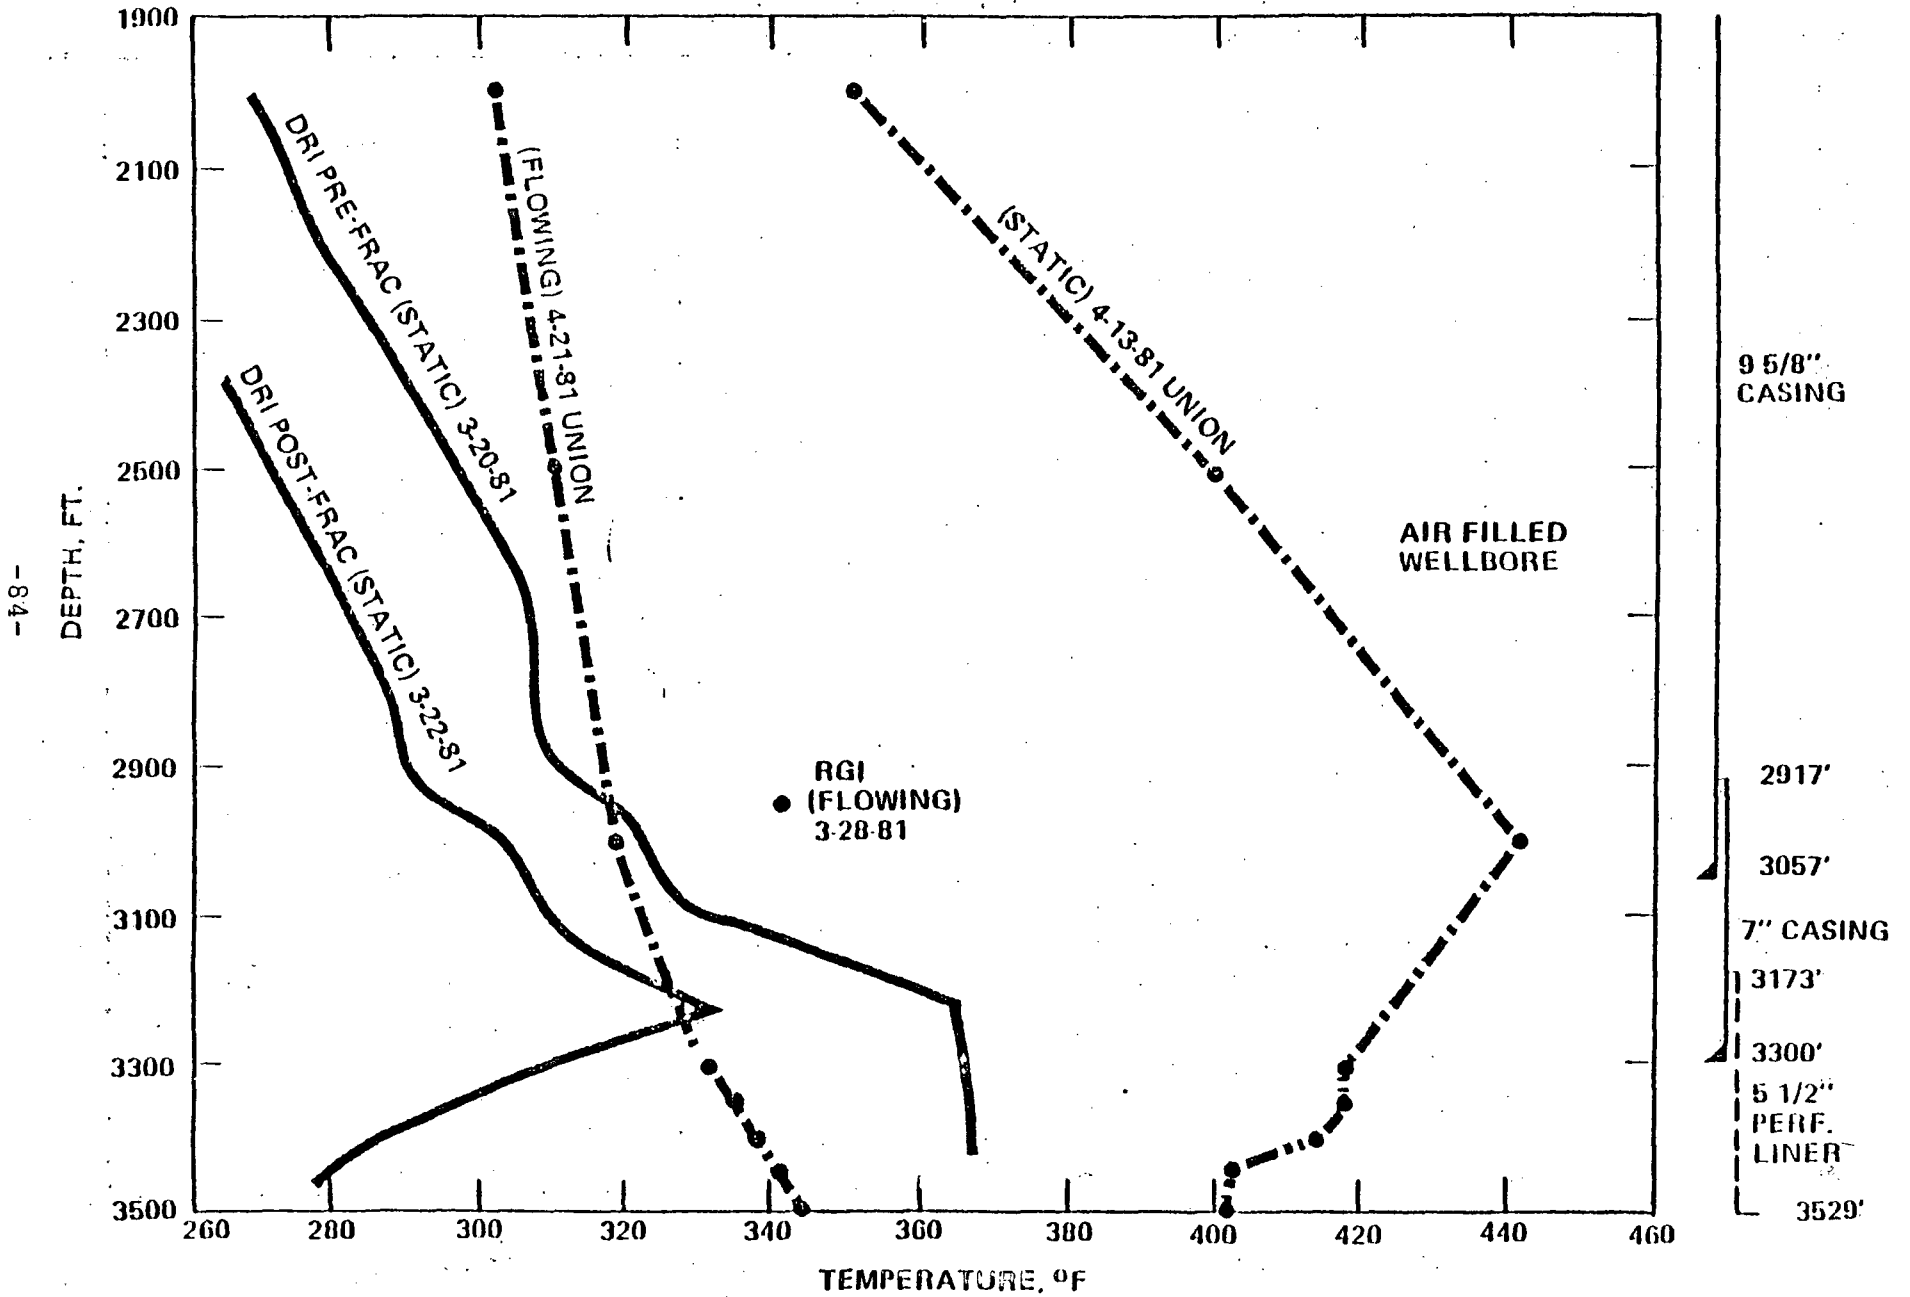 1900
2100
2300
2500
2700
2900
3100
3300
3500
DEPTH, FT.
-84-
260
280
300
320
340
360
380
400
420
440
460
TEMPERATURE, ºF
DRI PRE-FRAC (STATIC) 3-20-81
DRI POST-FRAC (STATIC) 3-22-81
(FLOWING) 4-21-81 UNION
(STATIC) 4-13-81 UNION
AIR FILLED
WELLBORE
RGI
(FLOWING)
3-28-81
9 5/8"
CASING
2917'
3057'
7" CASING
3173'
3300'
5 1/2"
PERF.
LINER
3529'